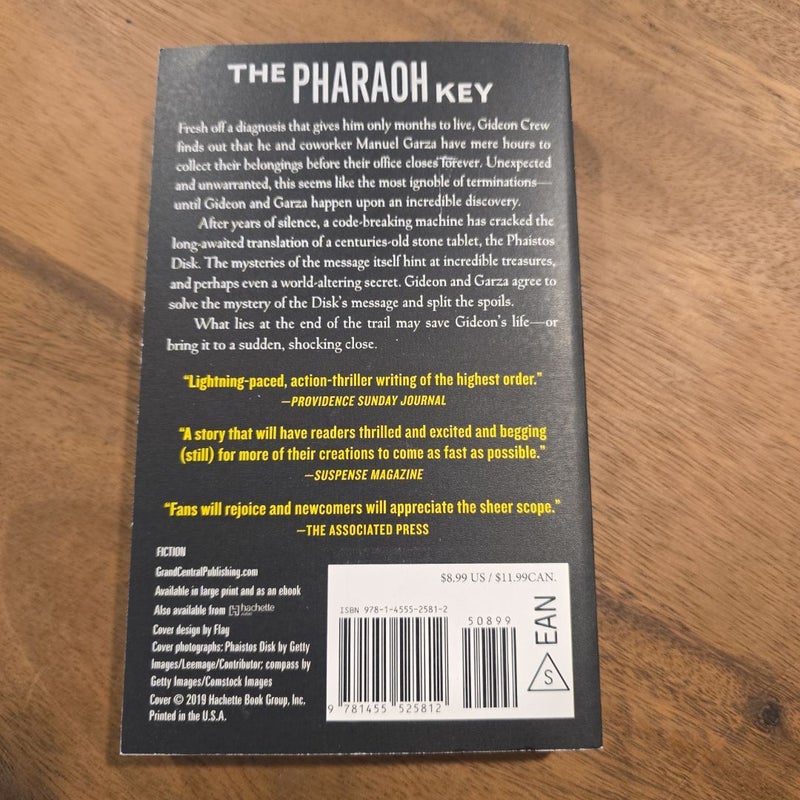 THE PHARAOH KEY
Fresh off a diagnosis that gives him only months to live, Gideon Crew
finds out that he and coworker Manuel Garza have mere hours to
collect their belongings before their office closes forever. Unexpected
and unwarranted, this seems like the most ignoble of terminations—
until Gideon and Garza happen upon an incredible discovery.
After years of silence, a code-breaking machine has cracked the
long-awaited translation of a centuries-old stone tablet, the Phaistos
Disk. The mysteries of the message itself hint at incredible treasures,
and perhaps even a world-altering secret. Gideon and Garza agree to
solve the mystery of the Disk's message and split the spoils.
What lies at the end of the trail may save Gideon's life—or
bring it to a sudden, shocking close.
"Lightning-paced, action-thriller writing of the highest order."
—PROVIDENCE SUNDAY JOURNAL
"A story that will have readers thrilled and excited and begging
(still) for more of their creations to come as fast as possible."
—SUSPENSE MAGAZINE
"Fans will rejoice and newcomers will appreciate the sheer scope."
—THE ASSOCIATED PRESS
FICTION
GrandCentralPublishing.com
Available in large print and as an ebook
Also available from hachette
Cover design by Flag
Cover photographs: Phaistos Disk by Getty
Images/Leemage/Contributor; compass by
Getty Images/Comstock Images
Cover © 2019 Hachette Book Group, Inc.
Printed in the U.S.A.
$8.99 US / $11.99CAN.
ISBN 978-1-4555-2581-2
50899
9 781455 525812
EAN
S